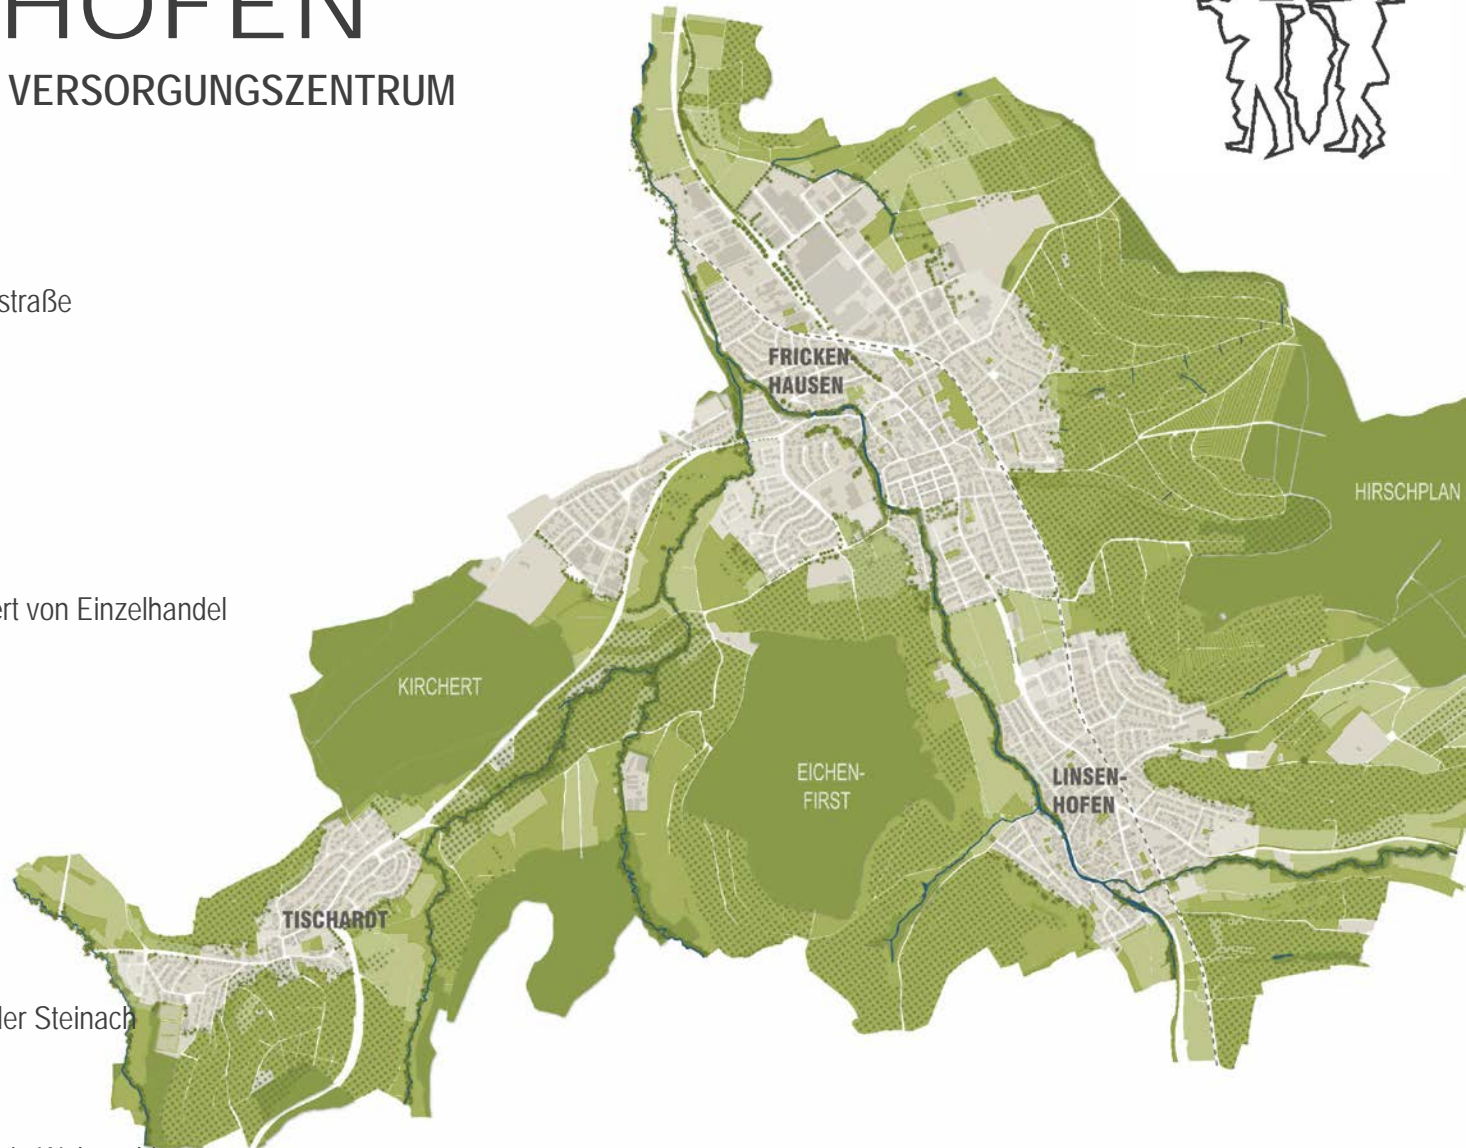 HOFEN
VERSORGUNGSZENTRUM
straße
FRICKEN-
HAUSEN
HIRSCHPLAN
rt von Einzelhandel
KIRCHERT
EICHEN-
FIRST
LINSEN-
HOFEN
TISCHARDT
der Steinach